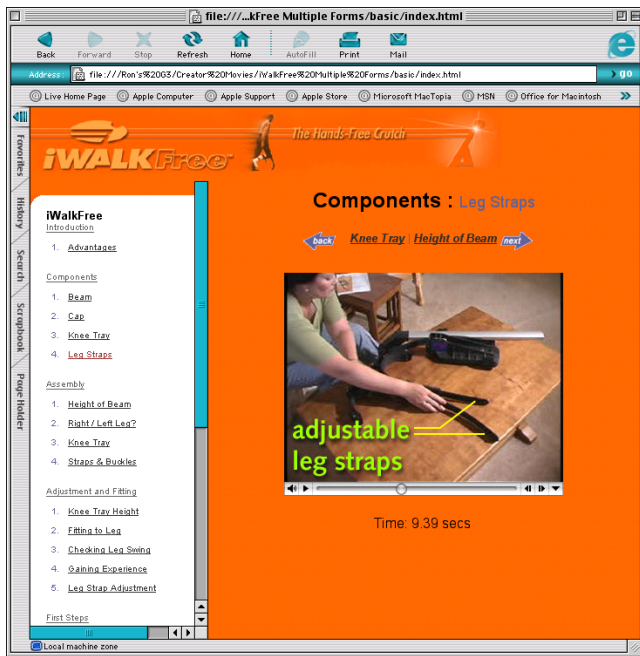 file:///...kFree Multiple Forms/basic/index.html
Back Forward Stop Refresh Home AutoFill Print Mail
Address: file:///Ron's%20G3/Creator%20Movies/iWalkFree%20Multiple%20Forms/basic/index.html go
Live Home Page Apple Computer Apple Support Apple Store Microsoft MacTopia MSN Office for Macintosh
Favorites
History
Search
Scrapbook
Page Holder
iWALKFree
The Hands-Free Crutch
iWalkFree
Introduction
1. Advantages
Components
1. Beam
2. Cap
3. Knee Tray
4. Leg Straps
Assembly
1. Height of Beam
2. Right / Left Leg?
3. Knee Tray
4. Straps & Buckles
Adjustment and Fitting
1. Knee Tray Height
2. Fitting to Leg
3. Checking Leg Swing
4. Gaining Experience
5. Leg Strap Adjustment
First Steps
Components : Leg Straps
back Knee Tray | Height of Beam next
adjustable
leg straps
Time: 9.39 secs
Local machine zone